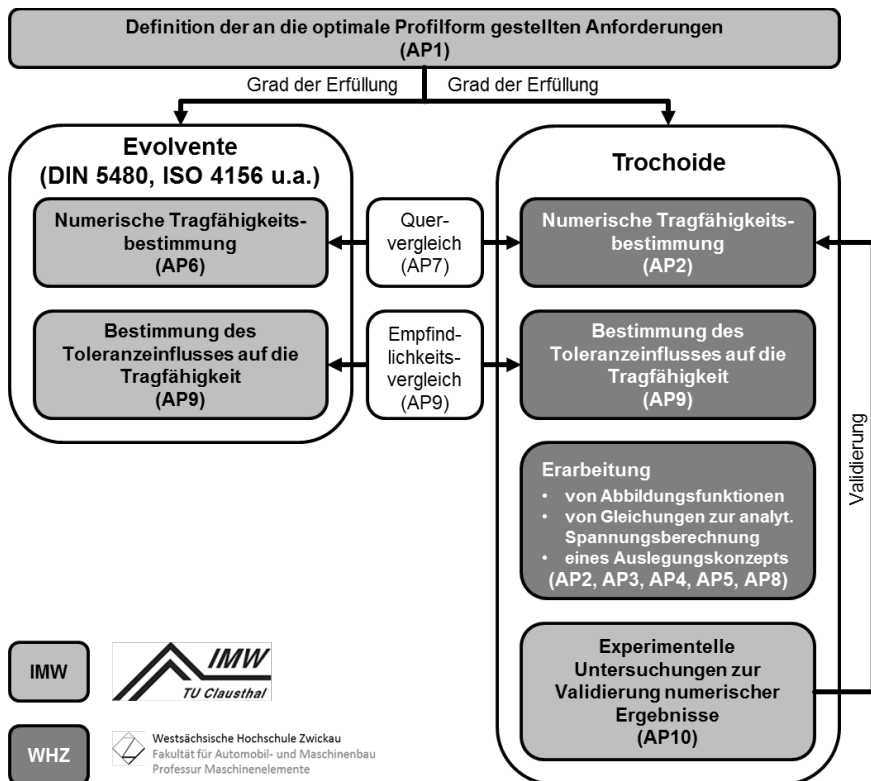 Definition der an die optimale Profilform gestellten Anforderungen
(AP1)
Grad der Erfüllung
Grad der Erfüllung
Evolvente
(DIN 5480, ISO 4156 u.a.)
Numerische Tragfähigkeits-
bestimmung
(AP6)
Bestimmung des
Toleranzeinflusses auf die
Tragfähigkeit
(AP9)
Quer-
vergleich
(AP7)
Empfind-
lichkeits-
vergleich
(AP9)
Trochoide
Numerische Tragfähigkeits-
bestimmung
(AP2)
Bestimmung des
Toleranzeinflusses auf die
Tragfähigkeit
(AP9)
Erarbeitung
• von Abbildungsfunktionen
• von Gleichungen zur analyt.
Spannungsberechnung
• eines Auslegungskonzepts
(AP2, AP3, AP4, AP5, AP8)
Experimentelle
Untersuchungen zur
Validierung numerischer
Ergebnisse
(AP10)
Validierung
IMW
IMW
TU Clausthal
WHZ
Westsächsische Hochschule Zwickau
Fakultät für Automobil- und Maschinenbau
Professur Maschinenelemente